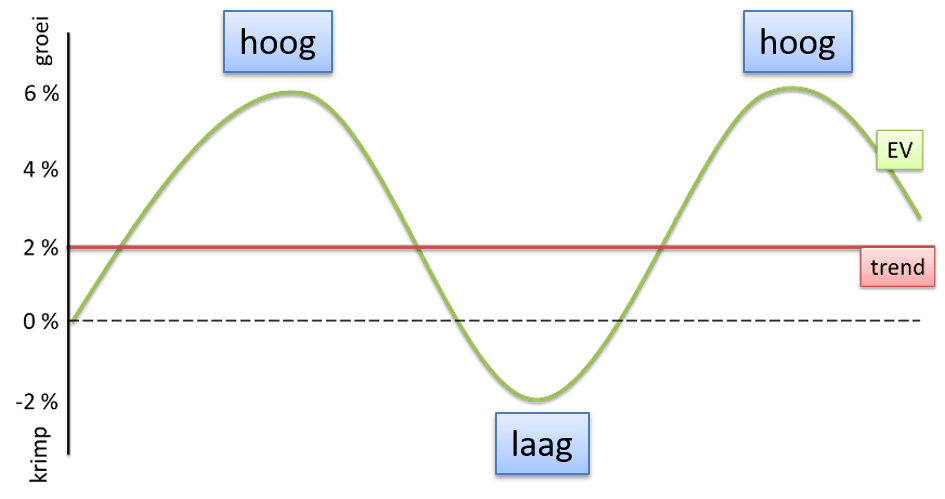 groei
hoog
hoog
6 %
4 %
EV
2 %
trend
0 %
-2 %
laag
krimp